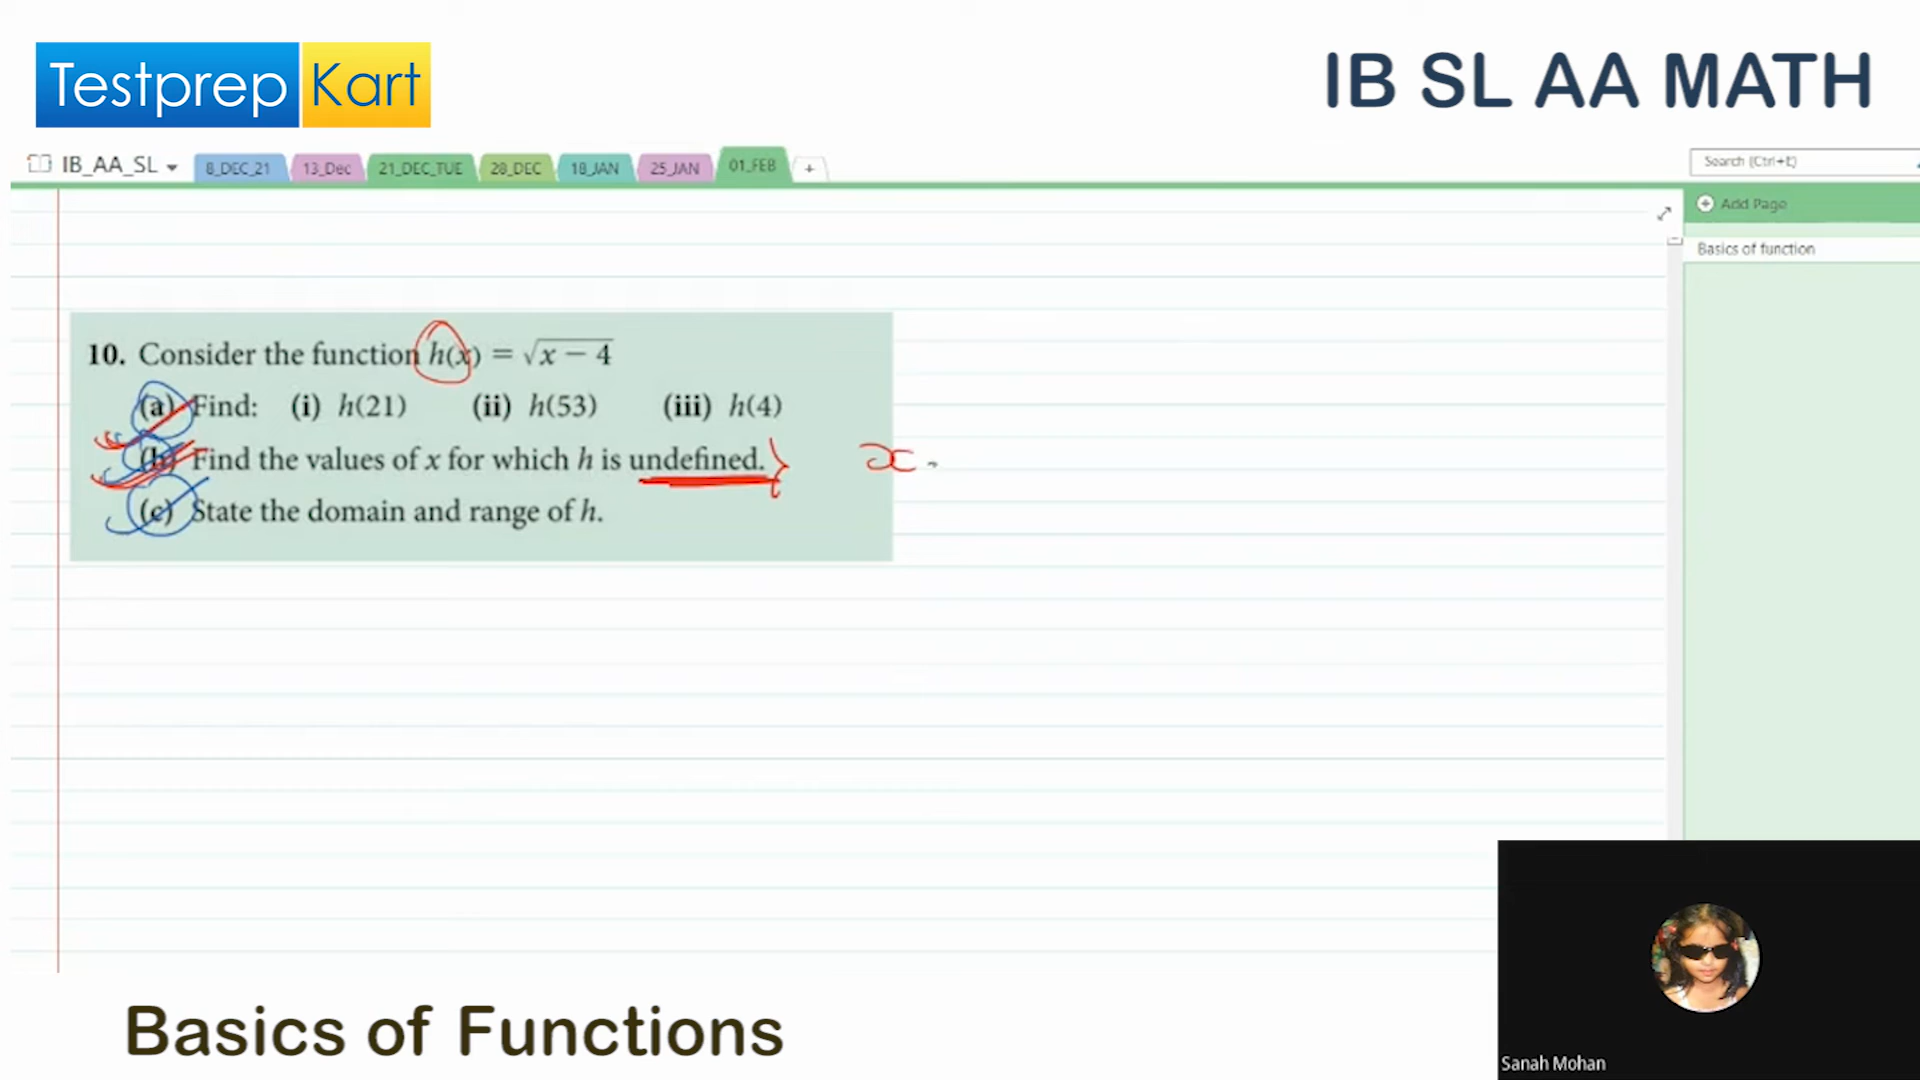 Testprep Kart
IB SL AA MATH
IB_AA_SL 8_DEC_21 13_Dec 21_DEC_TUE 28_DEC 18_JAN 25_JAN 01_FEB +
Search (Ctrl+E)
Add Page
Basics of function
10. Consider the function h(x) = √x − 4
(a) Find: (i) h(21) (ii) h(53) (iii) h(4)
(b) Find the values of x for which h is undefined. x
(c) State the domain and range of h.
Basics of Functions
Sanah Mohan